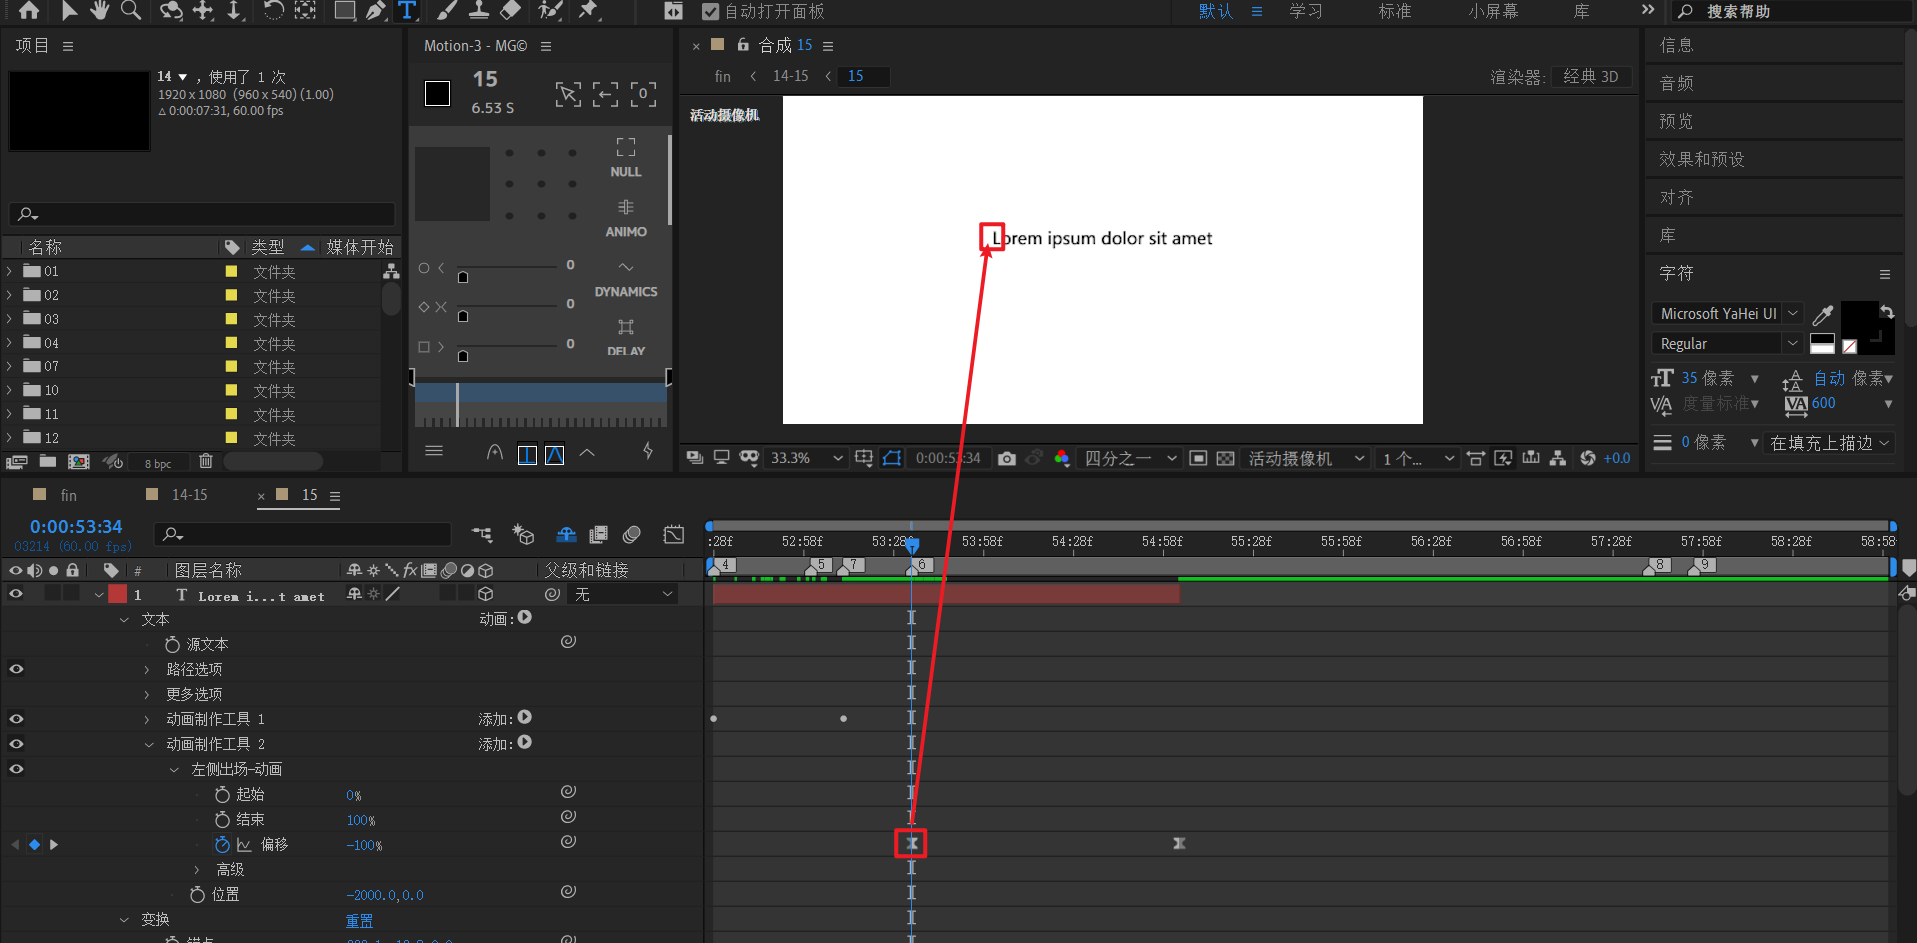 自动打开面板
默认
学习
标准
小屏幕
库
搜索帮助
项目
14 ▼ ，使用了 1 次
1920 x 1080 (960 x 540) (1.00)
△ 0:00:07:31, 60.00 fps
名称 类型 媒体开始
01 文件夹
02 文件夹
03 文件夹
04 文件夹
07 文件夹
10 文件夹
11 文件夹
12 文件夹
8 bpc
Motion-3 - MG©
15
6.53 S
0
NULL
ANIMO
DYNAMICS
DELAY
0
0
0
合成 15
fin < 14-15 < 15
渲染器: 经典 3D
活动摄像机
Lorem ipsum dolor sit amet
33.3%
0:00:53:34
四分之一
活动摄像机
1 个...
+0.0
信息
音频
预览
效果和预设
对齐
库
字符
Microsoft YaHei UI
Regular
35 像素
自动 像素
度量标准
600
0 像素
在填充上描边
fin
14-15
15
0:00:53:34
03214 (60.00 fps)
# 图层名称 父级和链接
:28f 52:58f 53:28f 53:58f 54:28f 54:58f 55:28f 55:58f 56:28f 56:58f 57:28f 57:58f 58:28f 58:58
4 5 7 6 8 9
1 T Lorem i...t amet 无
文本 动画:
源文本
路径选项
更多选项
动画制作工具 1 添加:
动画制作工具 2 添加:
左侧出场-动画
起始 0%
结束 100%
偏移 -100%
高级
位置 -2000.0,0.0
变换 重置